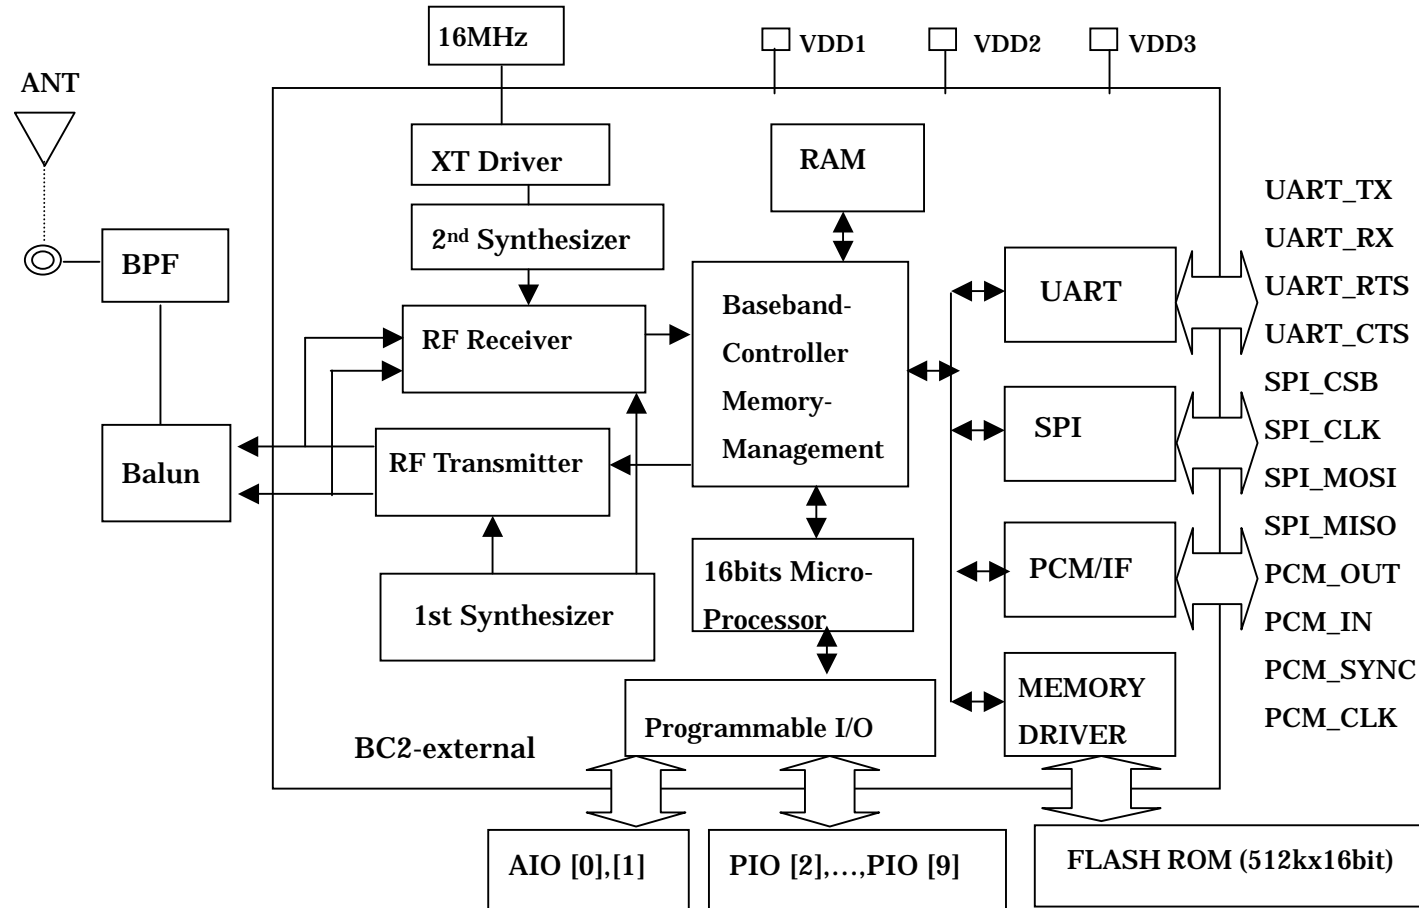 16MHz
VDD1
VDD2
VDD3
ANT
XT Driver
RAM
2nd Synthesizer
BPF
RF Receiver
Baseband-
Controller
Memory-
Management
UART
UART_TX
UART_RX
UART_RTS
UART_CTS
SPI_CSB
SPI_CLK
SPI_MOSI
SPI_MISO
PCM_OUT
PCM_IN
PCM_SYNC
PCM_CLK
Balun
RF Transmitter
SPI
1st Synthesizer
16bits Micro-
Processor
PCM/IF
Programmable I/O
MEMORY
DRIVER
BC2-external
AIO [0],[1]
PIO [2],...,PIO [9]
FLASH ROM (512kx16bit)